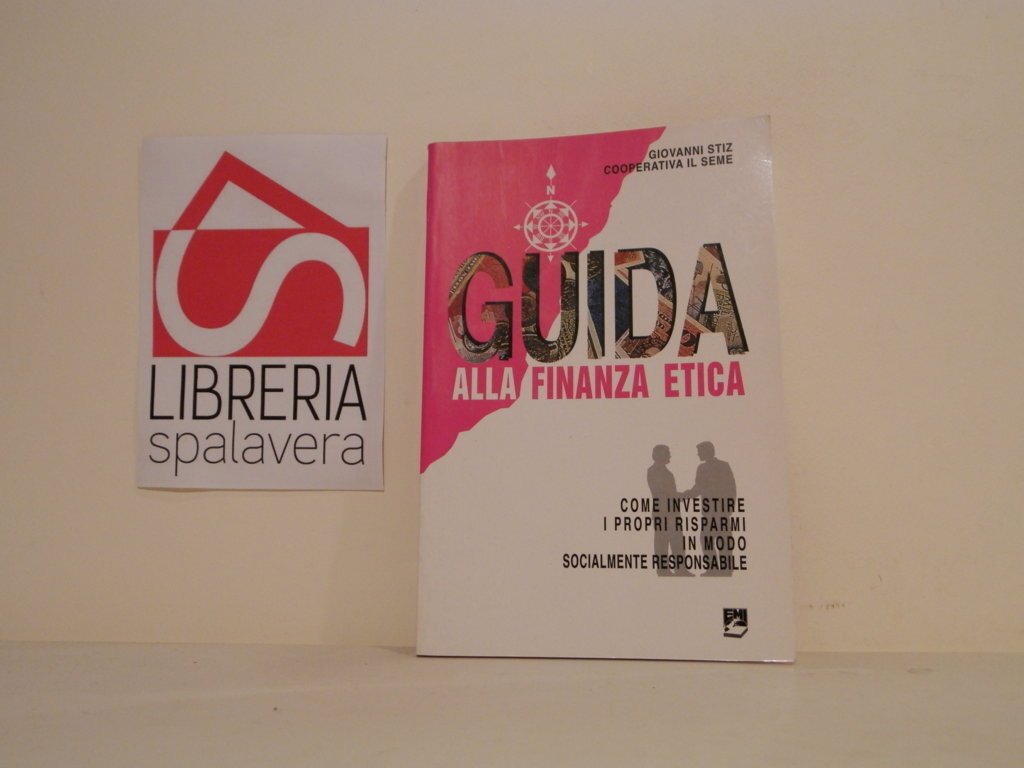 LIBRERIA
spalavera
GIOVANNI STIZ
COOPERATIVA IL SEME
N
GUIDA
ALLA FINANZA ETICA
COME INVESTIRE
I PROPRI RISPARMI
IN MODO
SOCIALMENTE RESPONSABILE
EMI